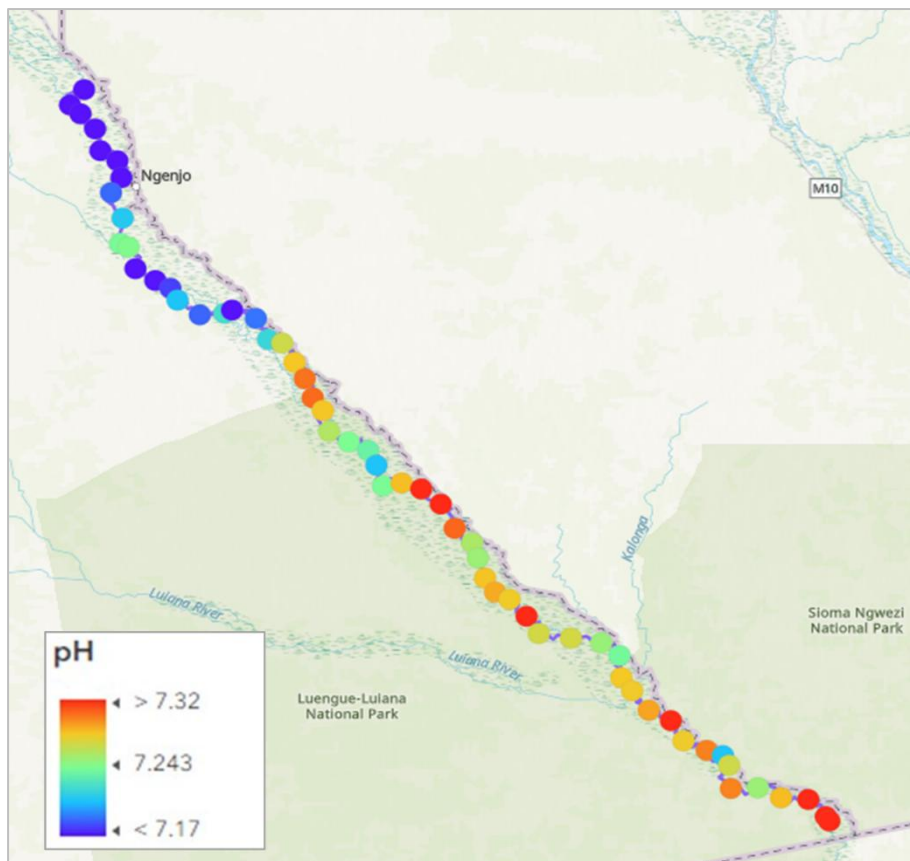 Ngenjo
M10
Kalongo
Luiana River
Sioma Ngwezi
National Park
Luiana River
Luengue-Luiana
National Park
pH
> 7.32
7.243
< 7.17